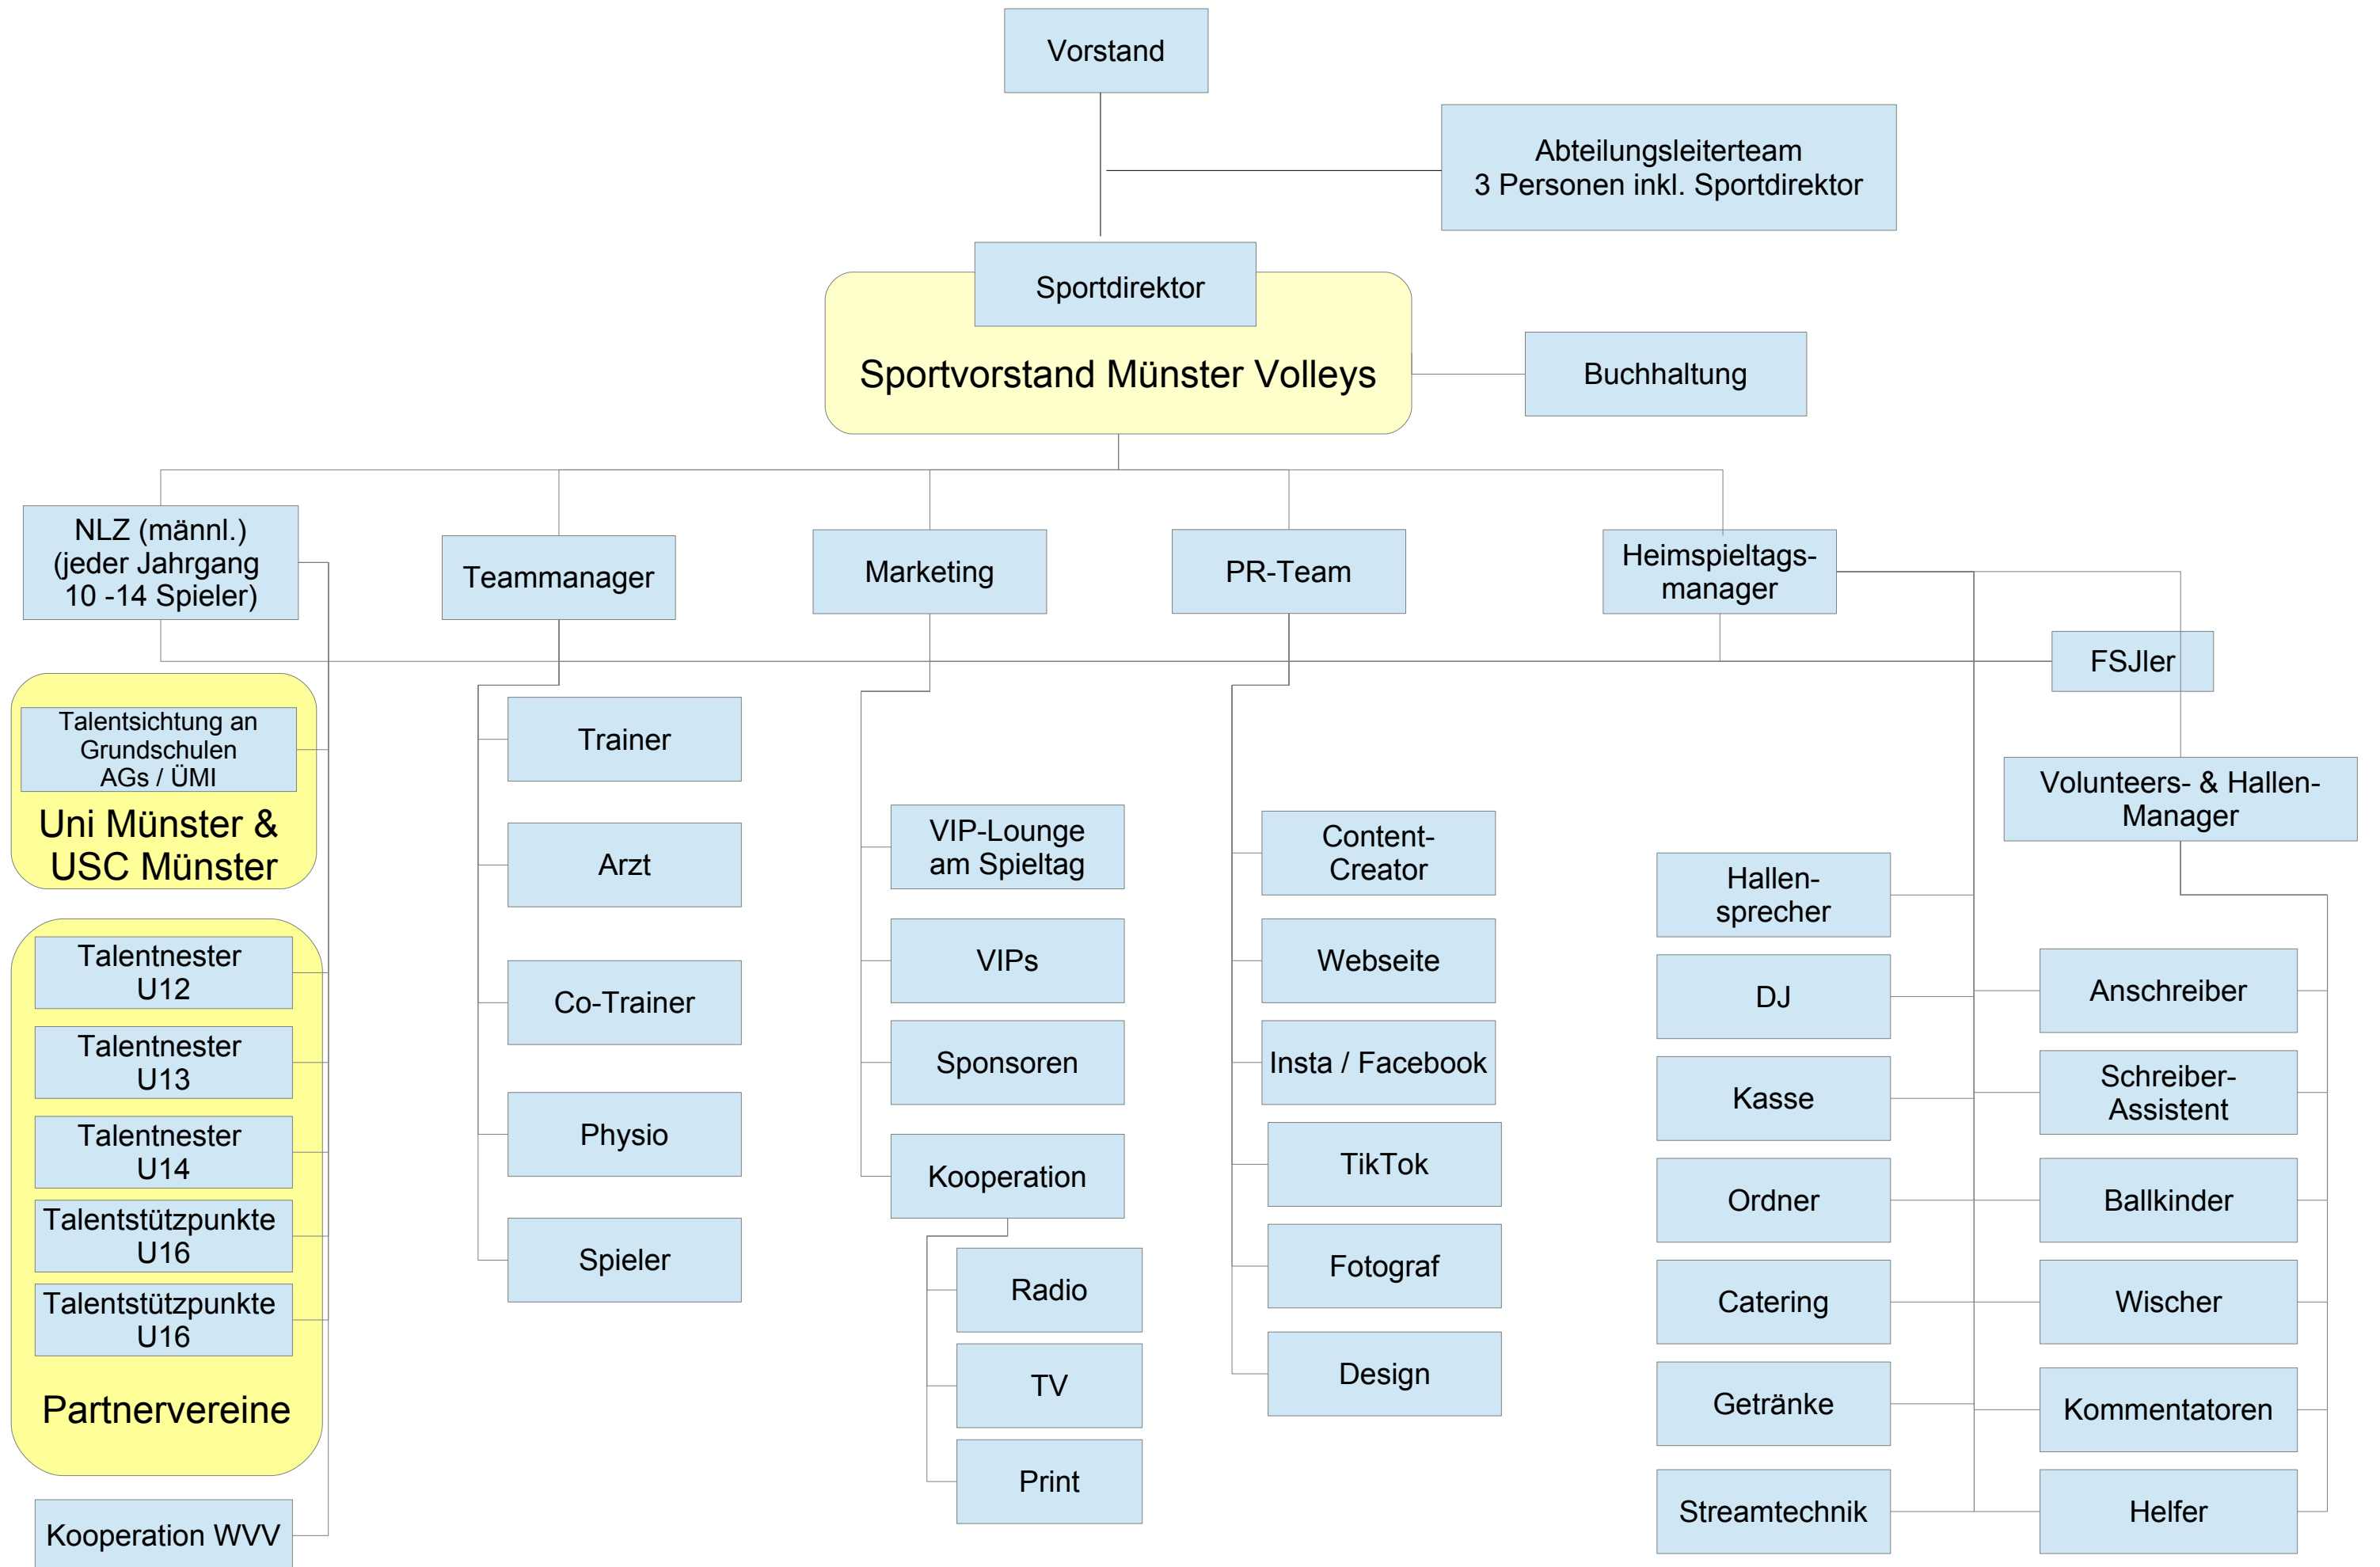 Vorstand
Abteilungsleiterteam
3 Personen inkl. Sportdirektor
Sportdirektor
Sportvorstand Münster Volleys
Buchhaltung
NLZ (männl.)
(jeder Jahrgang
10 -14 Spieler)
Teammanager
Marketing
PR-Team
Heimspieltags-
manager
FSJler
Talentsichtung an
Grundschulen
AGs / ÜMI
Uni Münster &
USC Münster
Talentnester
U12
Talentnester
U13
Talentnester
U14
Talentstützpunkte
U16
Talentstützpunkte
U16
Partnervereine
Kooperation WVV
Trainer
Arzt
Co-Trainer
Physio
Spieler
VIP-Lounge
am Spieltag
VIPs
Sponsoren
Kooperation
Radio
TV
Print
Content-
Creator
Webseite
Insta / Facebook
TikTok
Fotograf
Design
Hallen-
sprecher
DJ
Kasse
Ordner
Catering
Getränke
Streamtechnik
Volunteers- & Hallen-
Manager
Anschreiber
Schreiber-
Assistent
Ballkinder
Wischer
Kommentatoren
Helfer